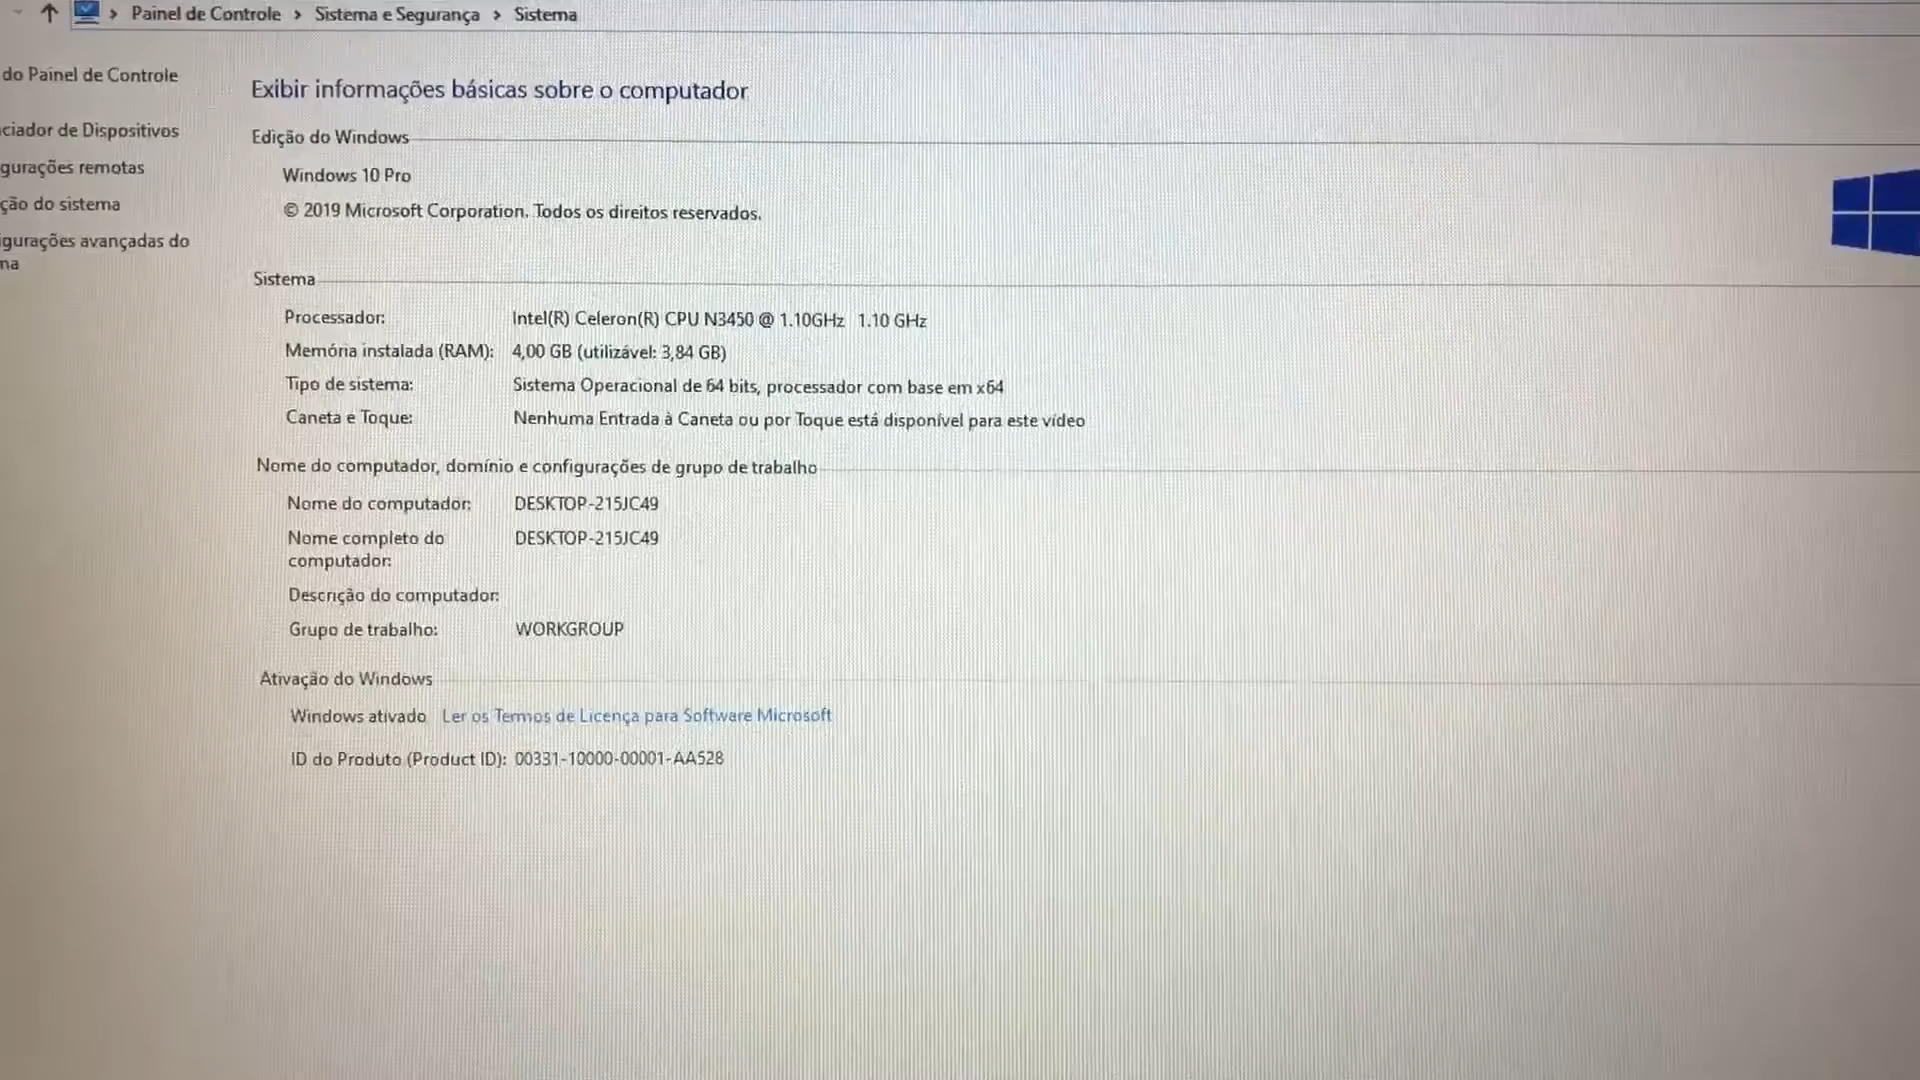 Painel de Controle > Sistema e Segurança > Sistema
do Painel de Controle
ciador de Dispositivos
gurações remotas
ção do sistema
igurações avançadas do
na
Exibir informações básicas sobre o computador
Edição do Windows
Windows 10 Pro
© 2019 Microsoft Corporation. Todos os direitos reservados.
Sistema
Processador: Intel(R) Celeron(R) CPU N3450 @ 1.10GHz 1.10 GHz
Memória instalada (RAM): 4,00 GB (utilizável: 3,84 GB)
Tipo de sistema: Sistema Operacional de 64 bits, processador com base em x64
Caneta e Toque: Nenhuma Entrada à Caneta ou por Toque está disponível para este vídeo
Nome do computador, domínio e configurações de grupo de trabalho
Nome do computador: DESKTOP-215JC49
Nome completo do DESKTOP-215JC49
computador:
Descrição do computador:
Grupo de trabalho: WORKGROUP
Ativação do Windows
Windows ativado Ler os Termos de Licença para Software Microsoft
ID do Produto (Product ID): 00331-10000-00001-AA528